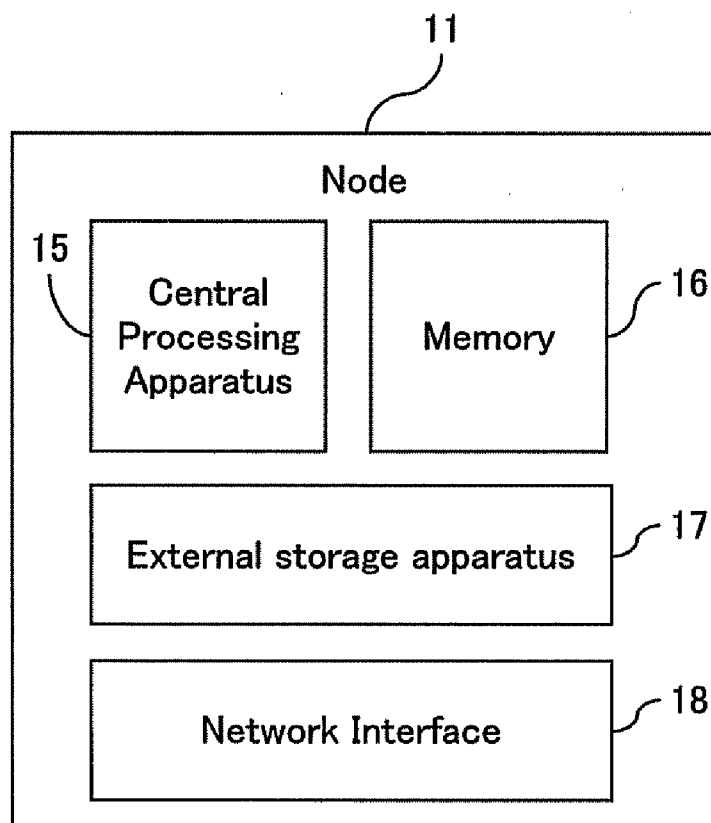 11
Node
15
Central
Processing
Apparatus
Memory
16
External storage apparatus
17
Network Interface
18